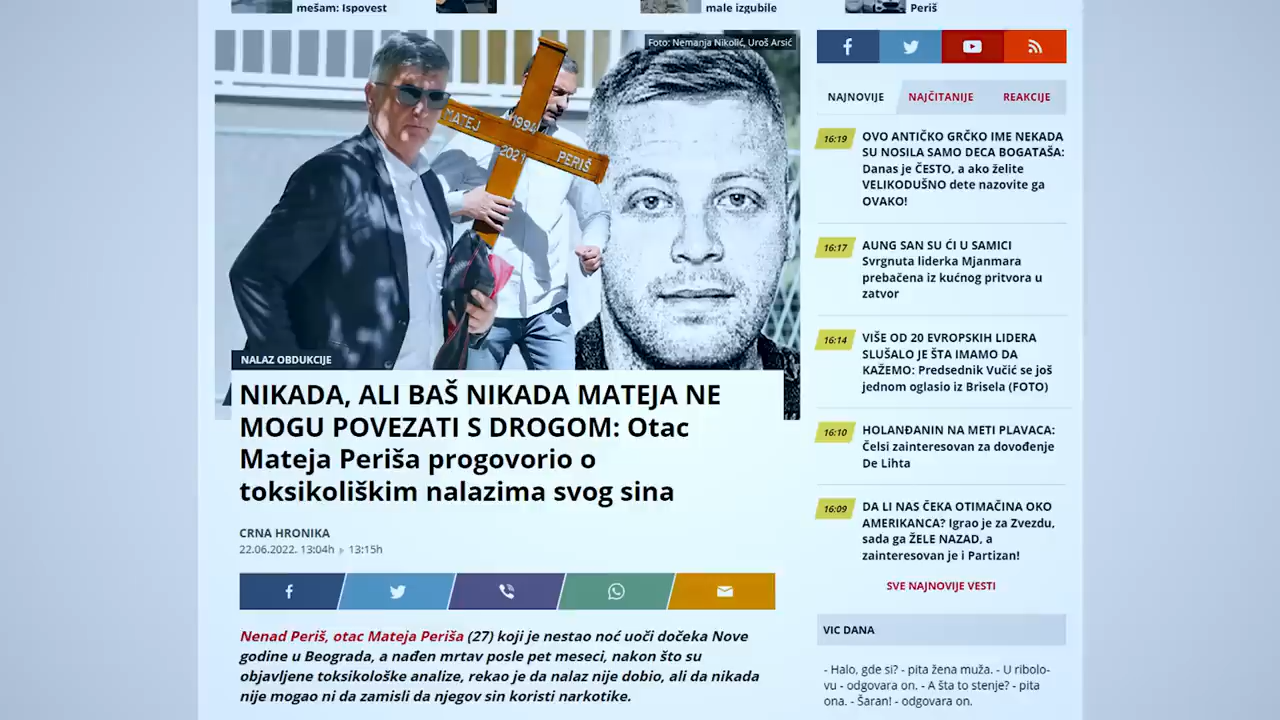 mešam: Ispovest
male izgubile
Periš
Foto: Nemanja Nikolić, Uroš Arsić
MATEJ
1994
2021
PERIŠ
NALAZ OBDUKCIJE
NIKADA, ALI BAŠ NIKADA MATEJA NE
MOGU POVEZATI S DROGOM: Otac
Mateja Periša progovorio o
toksikoliškim nalazima svog sina
CRNA HRONIKA
22.06.2022. 13:04h
13:15h
Nenad Periš, otac Mateja Periša (27) koji je nestao noć uoči dočeka Nove
godine u Beogradu, a nađen mrtav posle pet meseci, nakon što su
objavljene toksikološke analize, rekao je da nalaz nije dobio, ali da nikada
nije mogao ni da zamisli da njegov sin koristi narkotike.
NAJNOVIJE
NAJČITANIJE
REAKCIJE
16:19
OVO ANTIČKO GRČKO IME NEKADA
SU NOSILA SAMO DECA BOGATAŠA:
Danas je ČESTO, a ako želite
VELIKODUŠNO dete nazovite ga
OVAKO!
16:17
AUNG SAN SU ĆI U SAMICI
Svrgnuta liderka Mjanmara
prebačena iz kućnog pritvora u
zatvor
16:14
VIŠE OD 20 EVROPSKIH LIDERA
SLUŠALO JE ŠTA IMAMO DA
KAŽEMO: Predsednik Vučić se još
jednom oglasio iz Brisela (FOTO)
16:10
HOLANĐANIN NA METI PLAVACA:
Čelsi zainteresovan za dovođenje
De Lihta
16:09
DA LI NAS ČEKA OTIMAČINA OKO
AMERIKANCA? Igrao je za Zvezdu,
sada ga ŽELE NAZAD, a
zainteresovan je i Partizan!
SVE NAJNOVIJE VESTI
VIC DANA
- Halo, gde si? - pita žena muža. - U ribolo-
vu - odgovara on. - A šta to stenje? - pita
ona. - Šaran! - odgovara on.